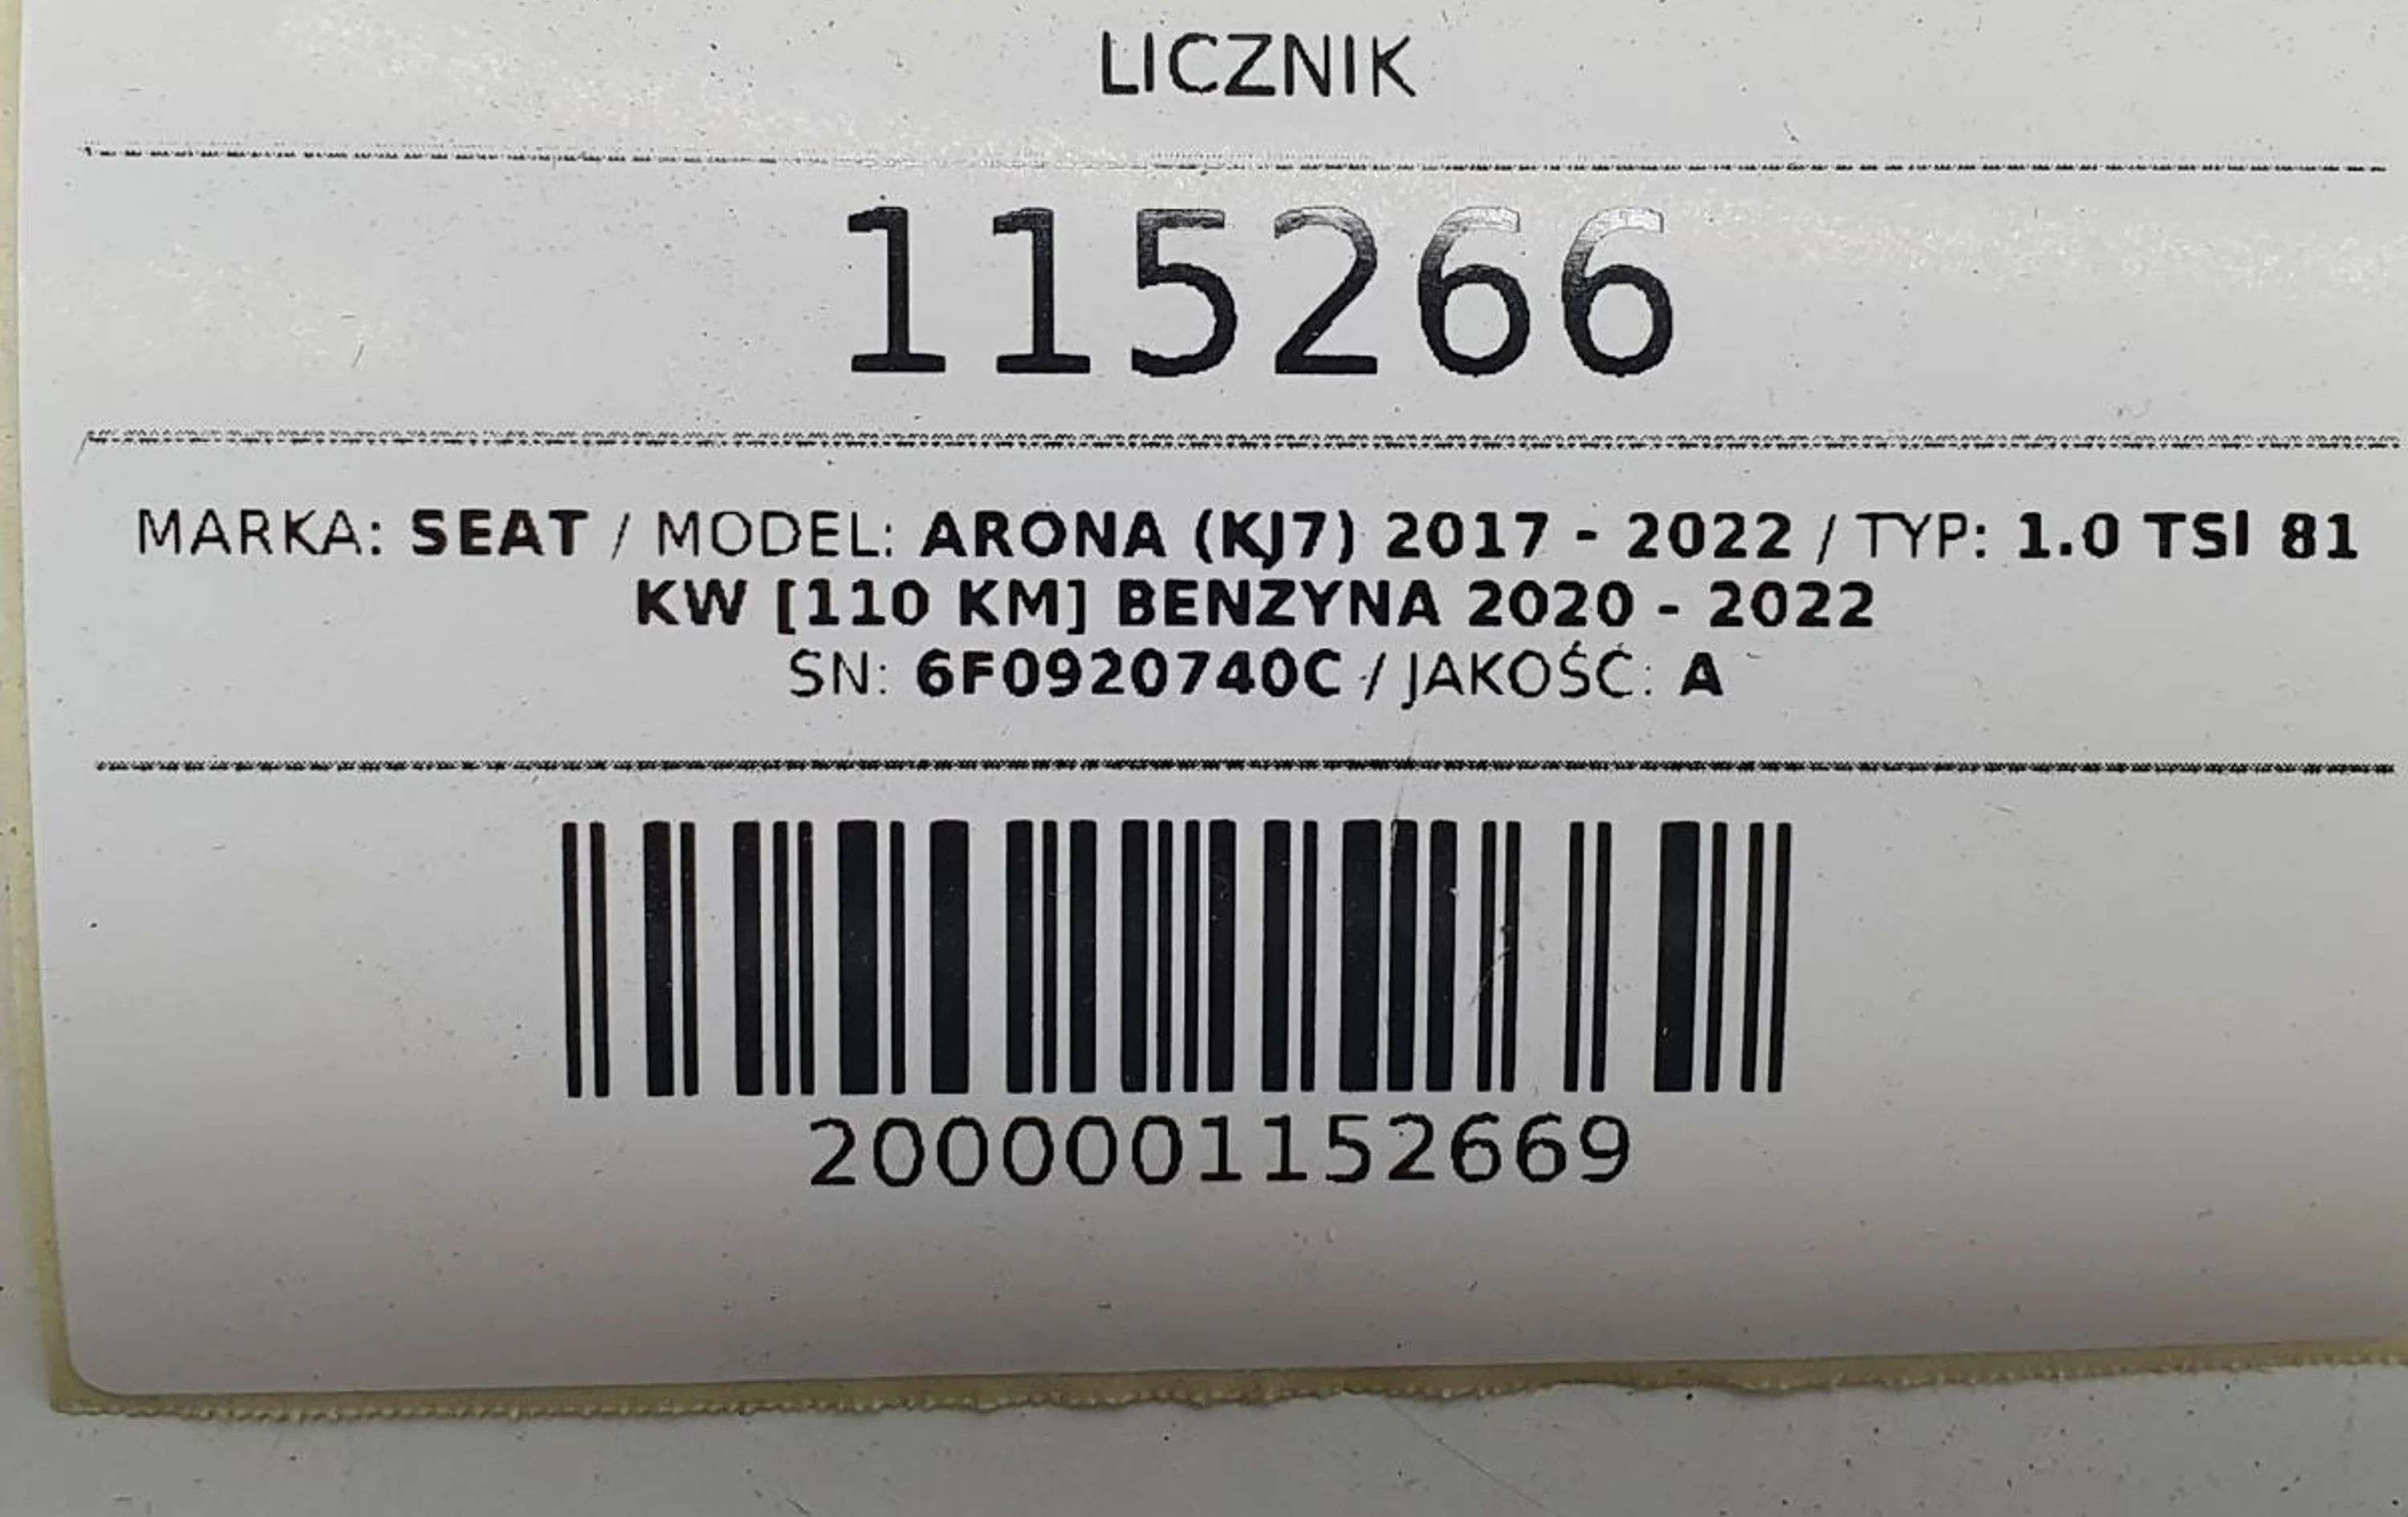 LICZNIK
115266
MARKA: SEAT / MODEL: ARONA (KJ7) 2017 - 2022 / TYP: 1.0 TSI 81
KW [110 KM] BENZYNA 2020 - 2022
SN: 6F0920740C / JAKOŚĆ: A
2000001152669